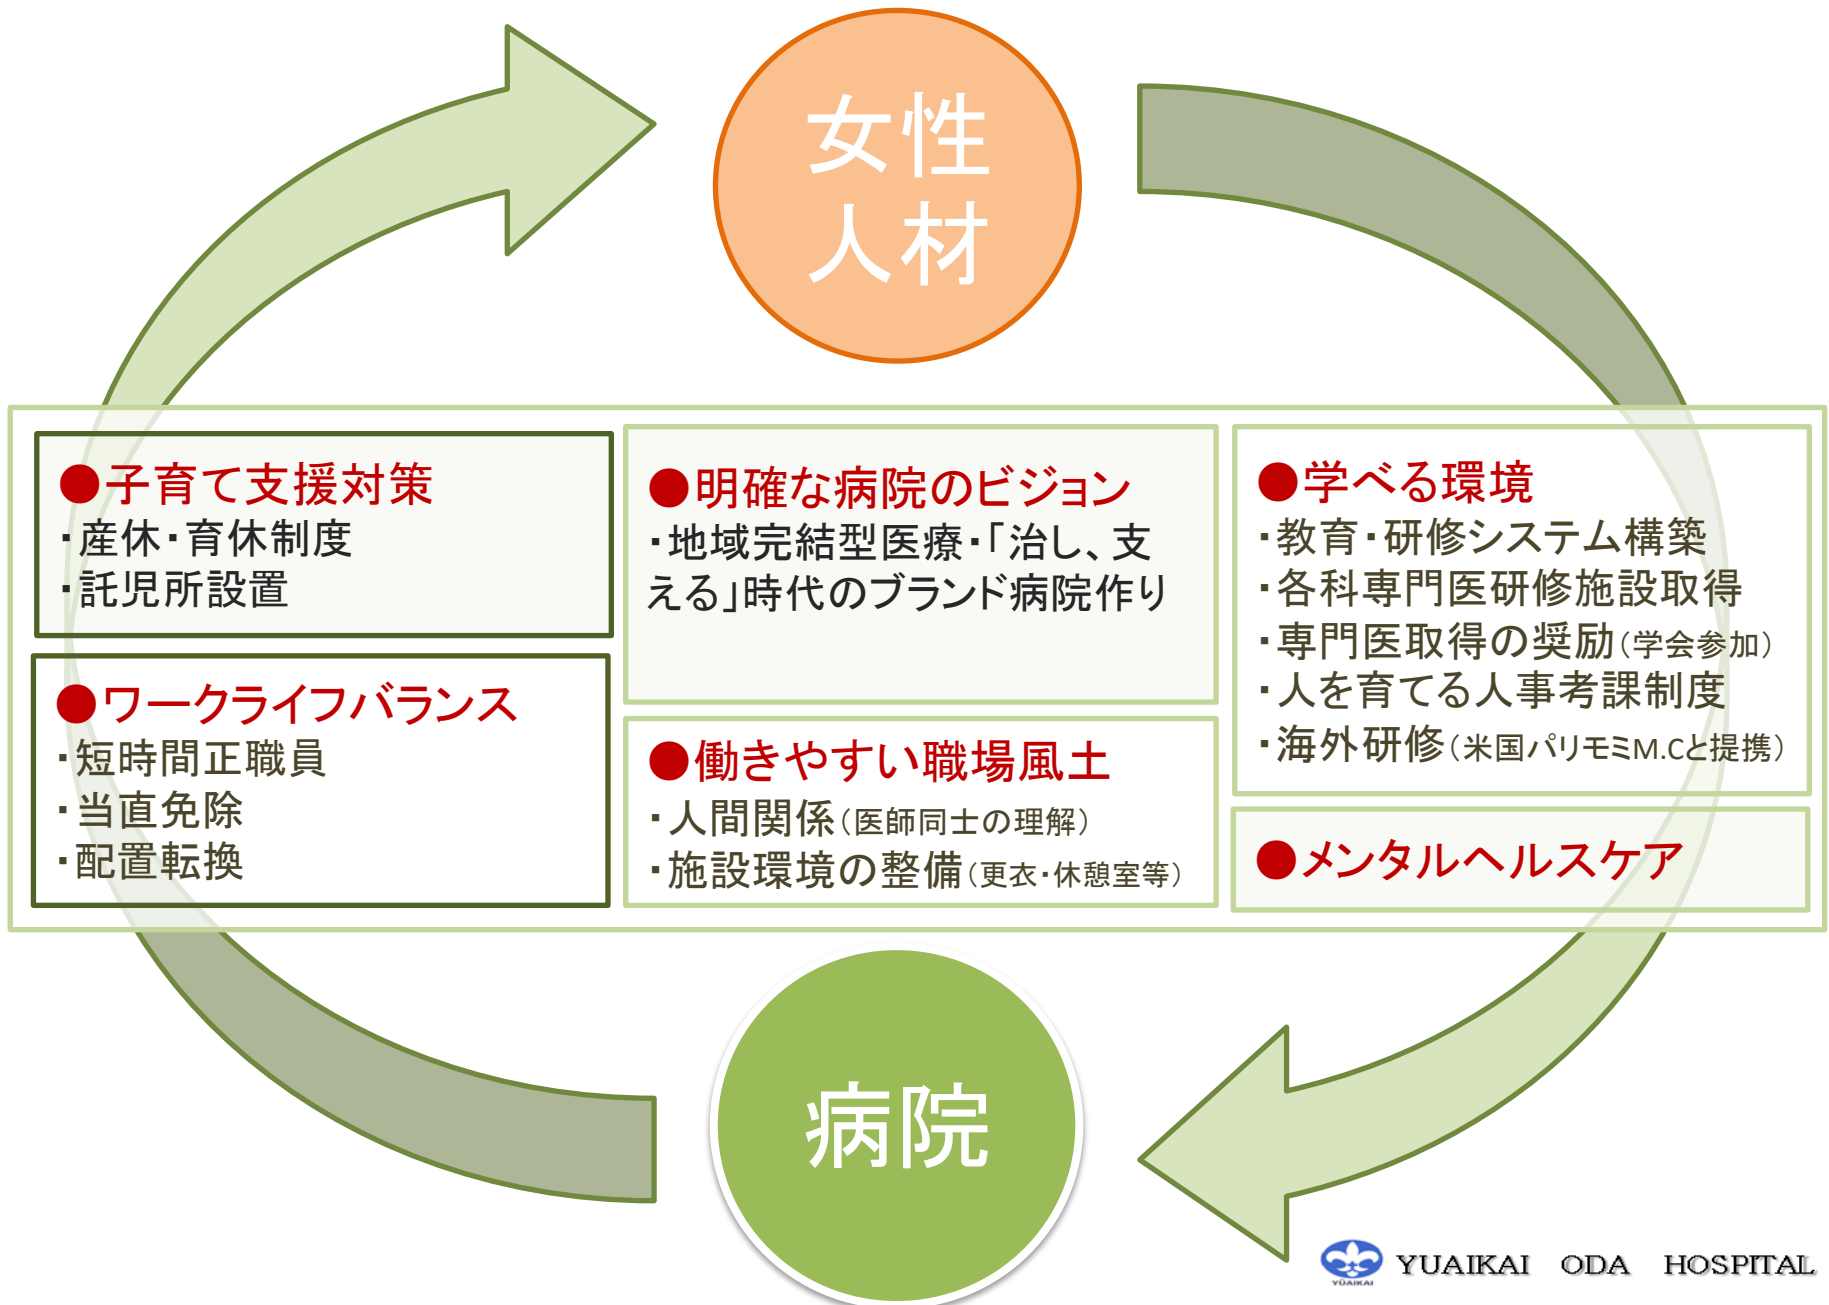 女性
人材
●子育て支援対策
・産休・育休制度
・託児所設置
●ワークライフバランス
・短時間正職員
・当直免除
・配置転換
●明確な病院のビジョン
・地域完結型医療・「治し、支
える」時代のブランド病院作り
●働きやすい職場風土
・人間関係（医師同士の理解）
・施設環境の整備（更衣・休憩室等）
●学べる環境
・教育・研修システム構築
・各科専門医研修施設取得
・専門医取得の奨励（学会参加）
・人を育てる人事考課制度
・海外研修（米国パリモミM.Cと提携）
●メンタルヘルスケア
病院
YUAIKAI
YUAIKAI ODA HOSPITAL